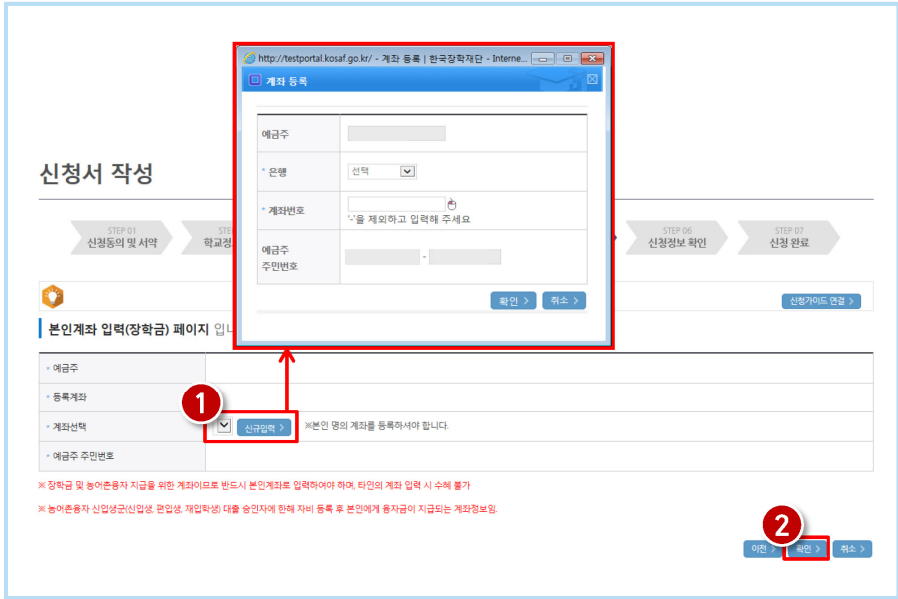 http://testportal.kosaf.go.kr/ - 계좌 등록 | 한국장학재단 - Interne...
계좌 등록
예금주
* 은행
선택
* 계좌번호
'-'을 제외하고 입력해 주세요
예금주
주민번호
-
확인 >
취소 >
신청서 작성
STEP 01
신청동의 및 서약
STE
학교정
STEP 06
신청정보 확인
STEP 07
신청 완료
신청가이드 연결 >
본인계좌 입력(장학금) 페이지 입니
* 예금주
* 등록계좌
1
* 계좌선택
신규입력 >
※본인 명의 계좌를 등록하셔야 합니다.
* 예금주 주민번호
※ 장학금 및 농어촌융자 지급을 위한 계좌이므로 반드시 본인계좌로 입력하여야 하며, 타인의 계좌 입력 시 수혜 불가
※ 농어촌융자 신입생군(신입생, 편입생, 재입학생) 대출 승인자에 한해 자비 등록 후 본인에게 융자금이 지급되는 계좌정보임.
2
이전 >
확인 >
취소 >